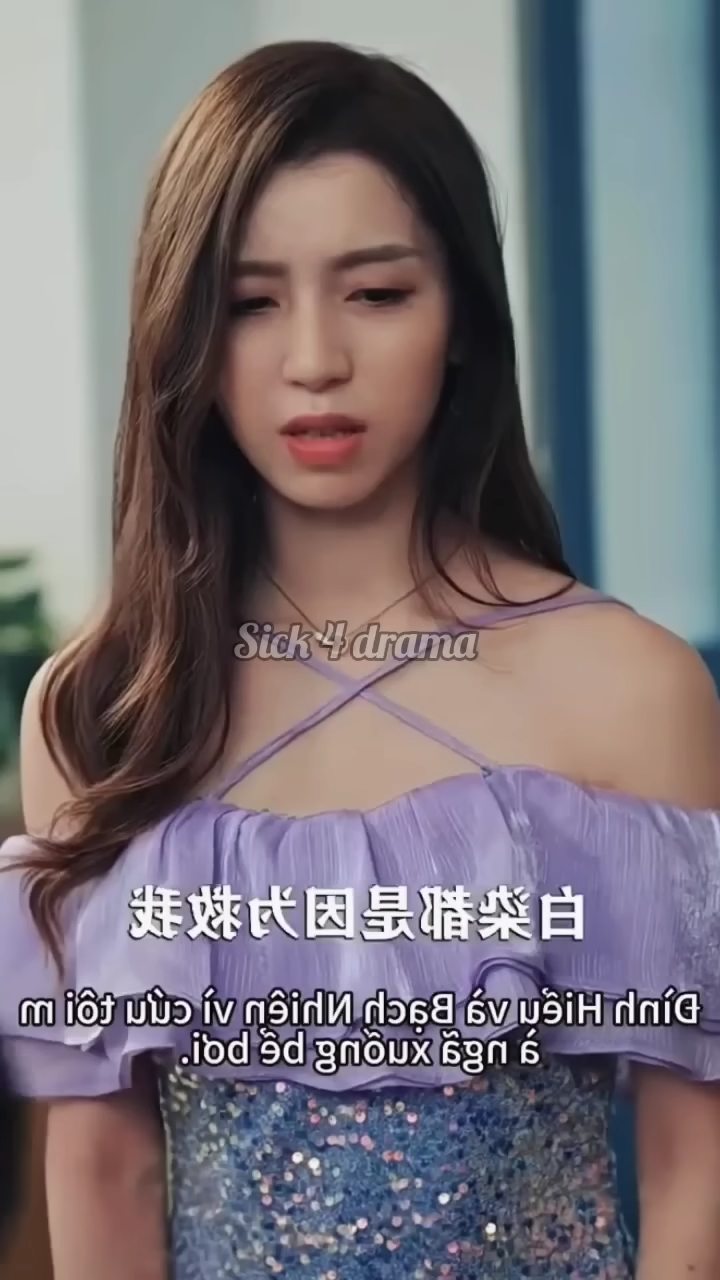 Sick 4 drama
白染都是因为救我
Đình Hiểu và Bạch Nhiên vì cứu tôi m
à ngã xuống bể bơi.